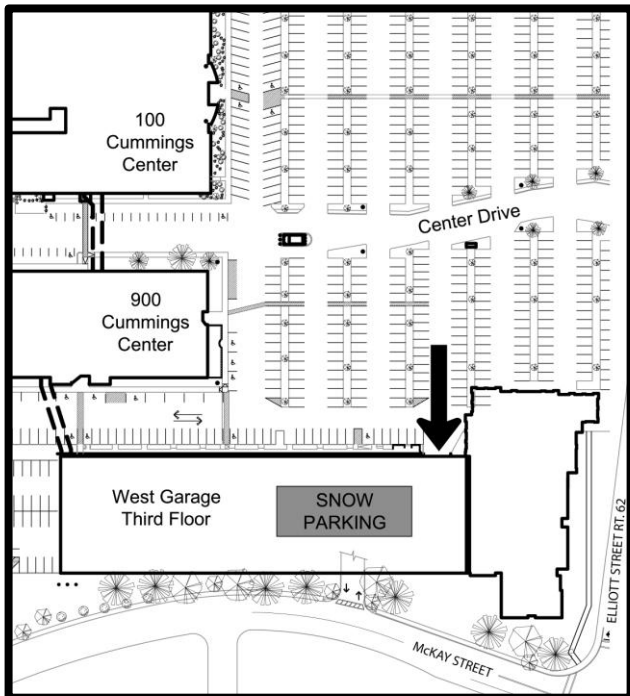 100
Cummings
Center
Center Drive
900
Cummings
Center
West Garage
Third Floor
SNOW
PARKING
ELLIOTT STREET RT. 62
McKAY STREET